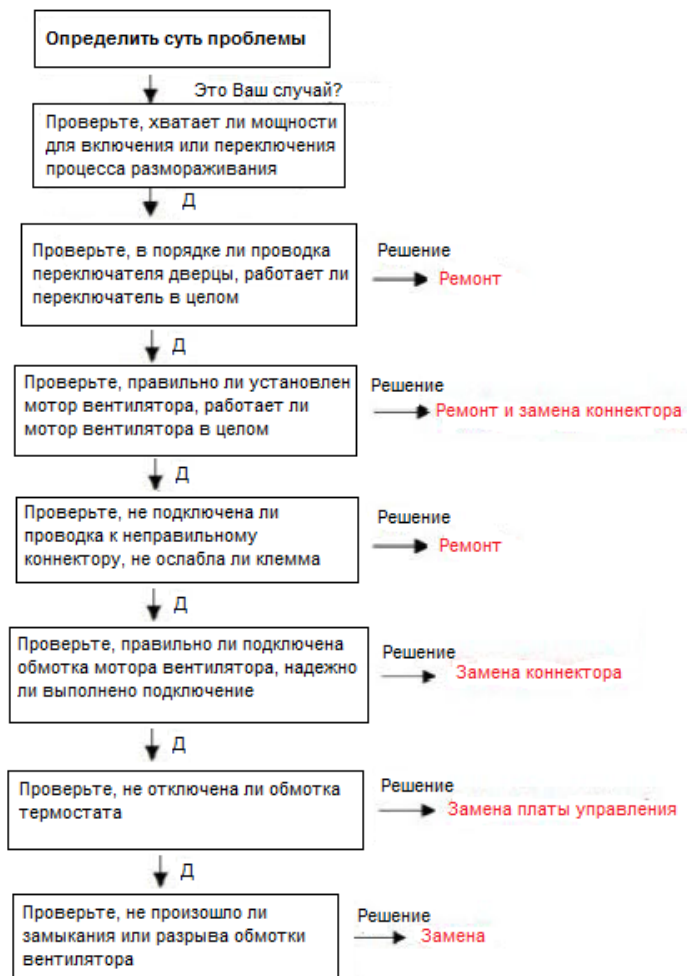 Определить суть проблемы
Это Ваш случай?
Проверьте, хватает ли мощности
для включения или переключения
процесса размораживания
Д
Проверьте, в порядке ли проводка
переключателя дверцы, работает ли
переключатель в целом
Решение
Ремонт
Д
Проверьте, правильно ли установлен
мотор вентилятора, работает ли
мотор вентилятора в целом
Решение
Ремонт и замена коннектора
Д
Проверьте, не подключена ли
проводка к неправильному
коннектору, не ослабла ли клемма
Решение
Ремонт
Д
Проверьте, правильно ли подключена
обмотка мотора вентилятора, надежно
ли выполнено подключение
Решение
Замена коннектора
Д
Проверьте, не отключена ли обмотка
термостата
Решение
Замена платы управления
Д
Проверьте, не произошло ли
замыкания или разрыва обмотки
вентилятора
Решение
Замена